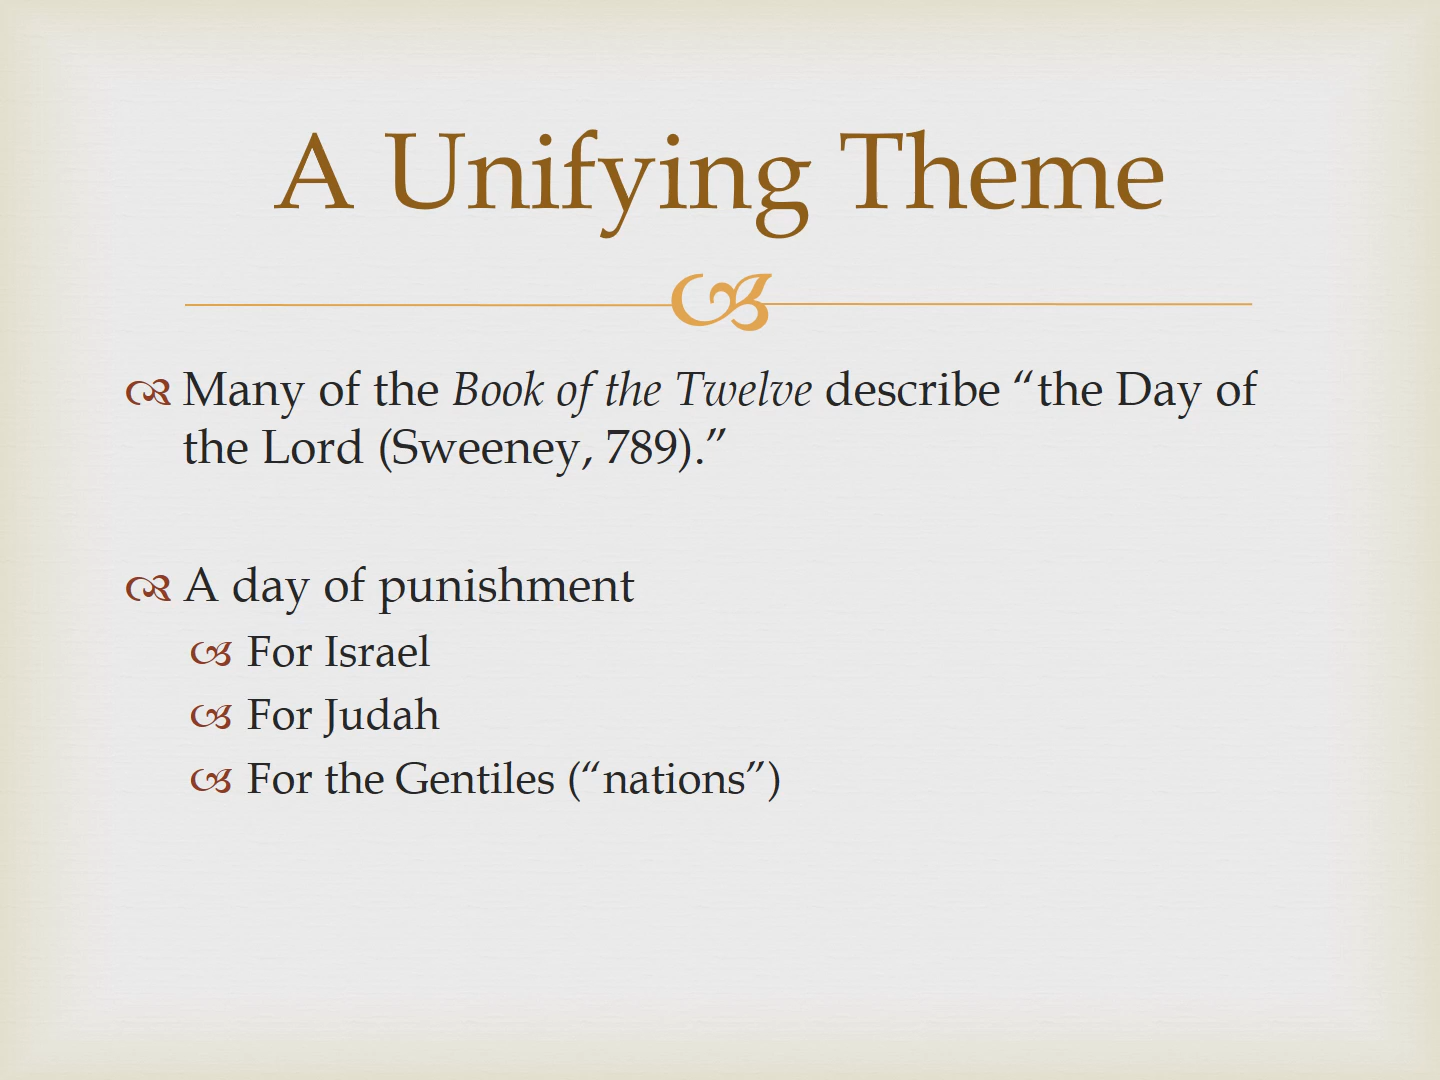 A Unifying Theme
Many of the Book of the Twelve describe “the Day of
the Lord (Sweeney, 789).”
A day of punishment
For Israel
For Judah
For the Gentiles (“nations”)